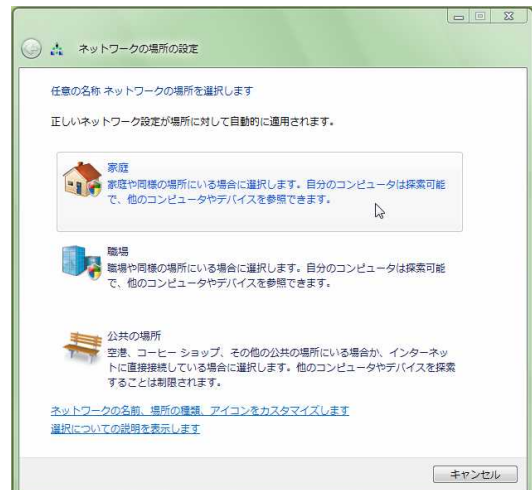 ネットワークの場所の設定
任意の名称 ネットワークの場所を選択します
正しいネットワーク設定が場所に対して自動的に適用されます。
家庭
家庭や同様の場所にいる場合に選択します。自分のコンピュータは探索可能
で、他のコンピュータやデバイスを参照できます。
職場
職場や同様の場所にいる場合に選択します。自分のコンピュータは探索可能
で、他のコンピュータやデバイスを参照できます。
公共の場所
空港、コーヒー ショップ、その他の公共の場所にいる場合か、インターネッ
トに直接接続している場合に選択します。他のコンピュータやデバイスを探索
することは制限されます。
ネットワークの名前、場所の種類、アイコンをカスタマイズします
選択についての説明を表示します
キャンセル